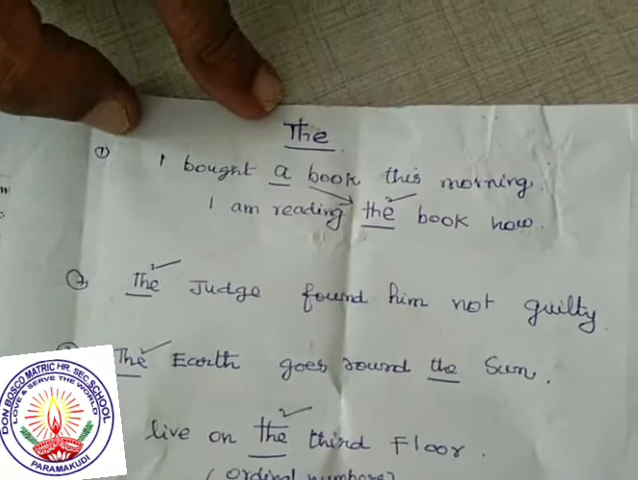 The
① I bought a book this morning.
I am reading the book now.
② The Judge found him not guilty.
The Earth goes round the Sun.
live on the third Floor.
(ordinal numbers)
DON BOSCO MATRIC HR. SEC SCHOOL
LOVE & SERVE THE WORLD
PARAMAKUDI